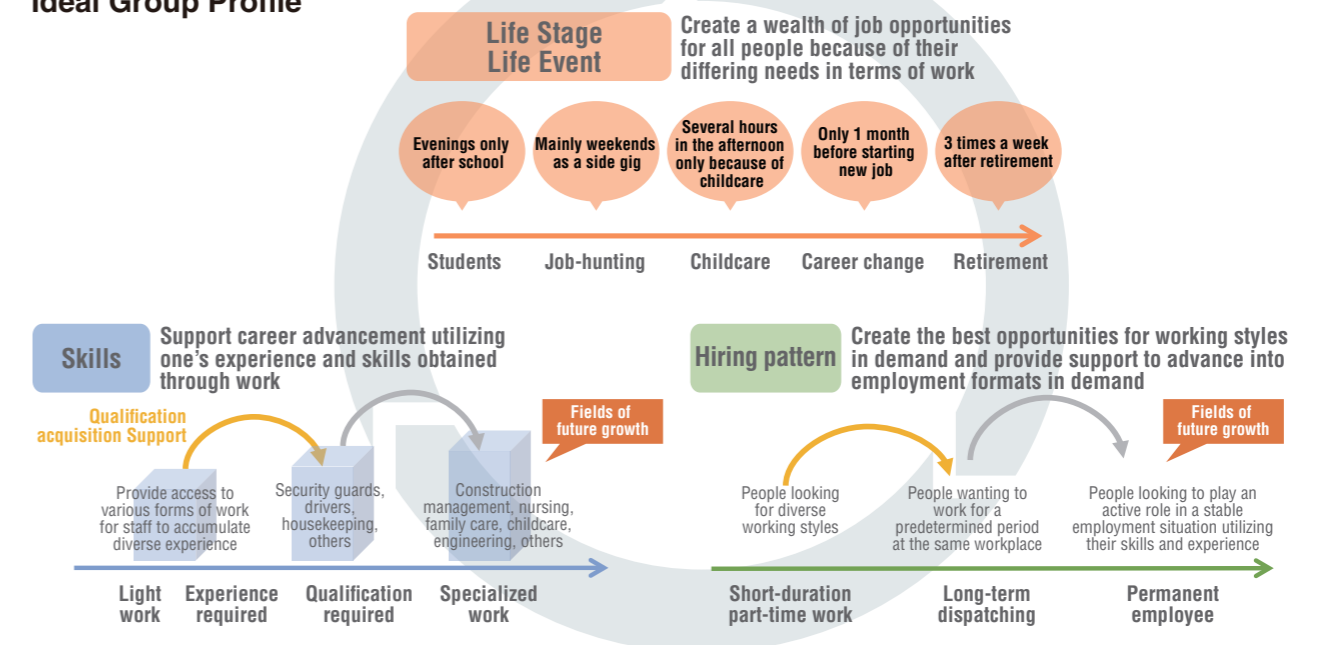 Ideal Group Profile
Life Stage
Life Event
Create a wealth of job opportunities
for all people because of their
differing needs in terms of work
Evenings only
after school
Mainly weekends
as a side gig
Several hours
in the afternoon
only because of
childcare
Only 1 month
before starting
new job
3 times a week
after retirement
Students
Job-hunting
Childcare
Career change
Retirement
Skills
Support career advancement utilizing
one's experience and skills obtained
through work
Qualification
acquisition Support
Fields of
future growth
Provide access to
various forms of work
for staff to accumulate
diverse experience
Security guards,
drivers,
housekeeping,
others
Construction
management, nursing,
family care, childcare,
engineering, others
Light
work
Experience
required
Qualification
required
Specialized
work
Hiring pattern
Create the best opportunities for working styles
in demand and provide support to advance into
employment formats in demand
Fields of
future growth
People looking
for diverse
working styles
People wanting to
work for a
predetermined period
at the same workplace
People looking to play an
active role in a stable
employment situation utilizing
their skills and experience
Short-duration
part-time work
Long-term
dispatching
Permanent
employee